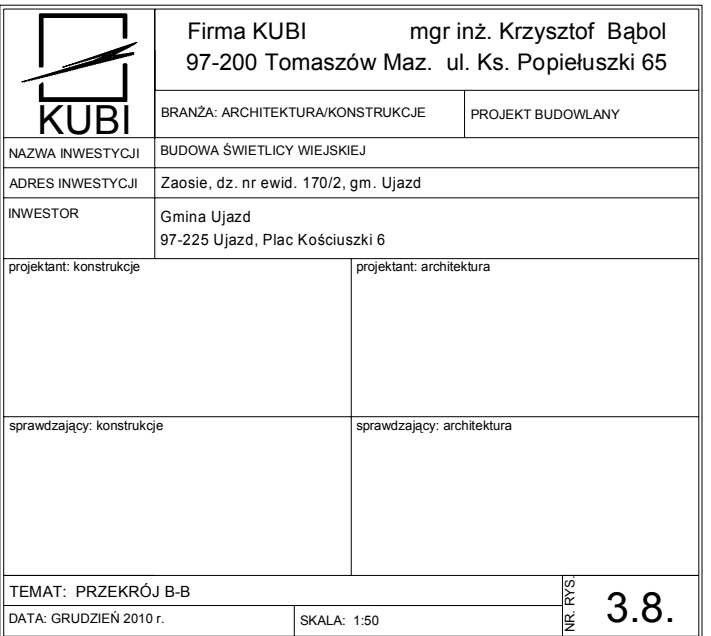 KUBI
Firma KUBI mgr inż. Krzysztof Bąbol
97-200 Tomaszów Maz. ul. Ks. Popiełuszki 65
BRANŻA: ARCHITEKTURA/KONSTRUKCJE
PROJEKT BUDOWLANY
NAZWA INWESTYCJI
BUDOWA ŚWIETLICY WIEJSKIEJ
ADRES INWESTYCJI
Zaosie, dz. nr ewid. 170/2, gm. Ujazd
INWESTOR
Gmina Ujazd
97-225 Ujazd, Plac Kościuszki 6
projektant: konstrukcje
projektant: architektura
sprawdzający: konstrukcje
sprawdzający: architektura
TEMAT: PRZEKRÓJ B-B
DATA: GRUDZIEŃ 2010 r.
SKALA: 1:50
NR. RYS.
3.8.